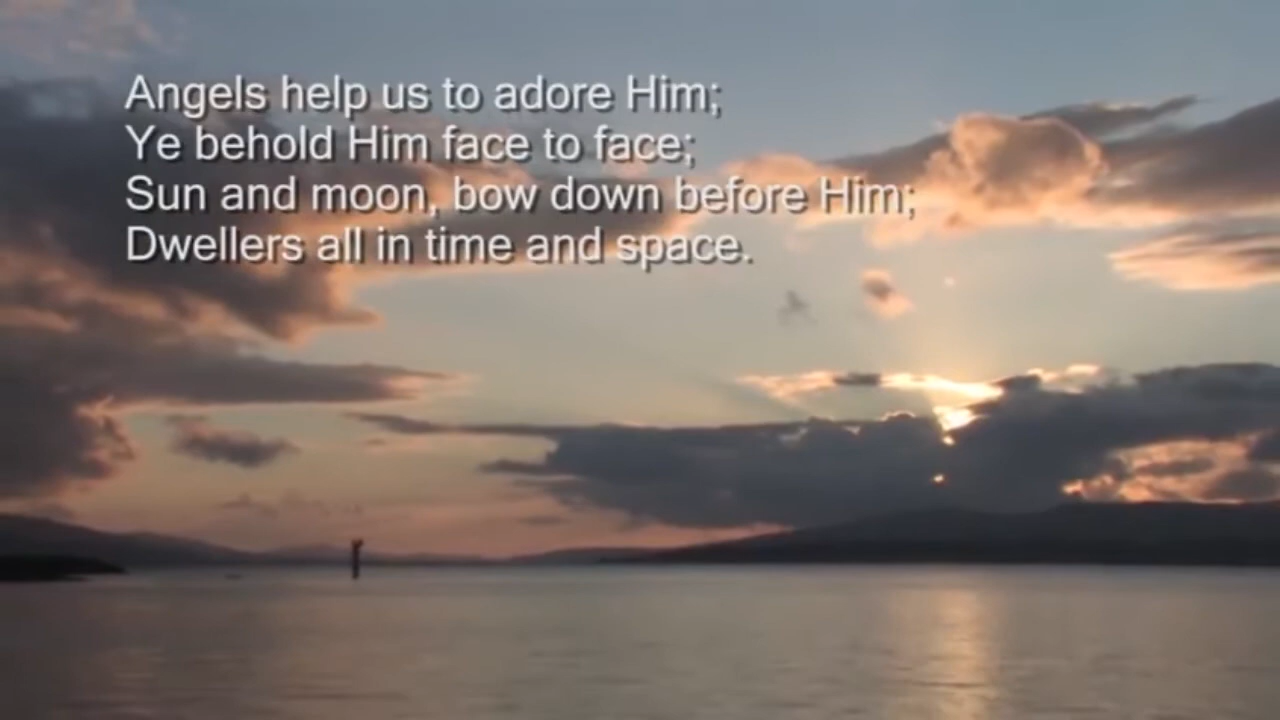 Angels help us to adore Him;
Ye behold Him face to face;
Sun and moon, bow down before Him;
Dwellers all in time and space.